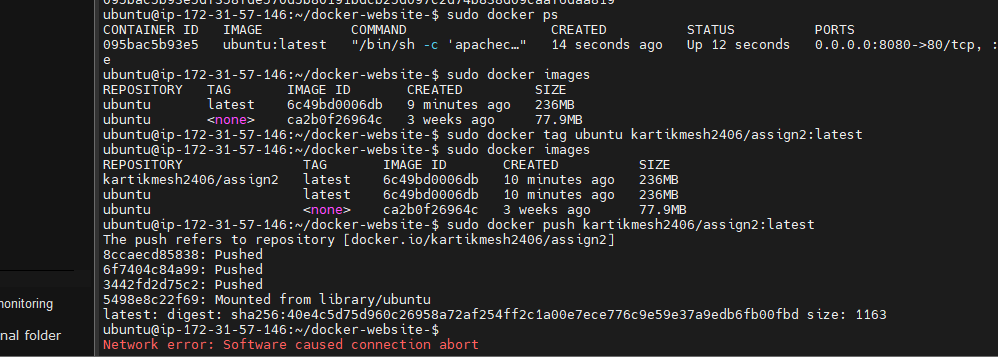 ubuntu@ip-172-31-57-146:~/docker-website-$ sudo docker ps
CONTAINER ID   IMAGE           COMMAND                  CREATED          STATUS          PORTS
095bac5b93e5   ubuntu:latest   "/bin/sh -c 'apachec…"   14 seconds ago   Up 12 seconds   0.0.0.0:8080->80/tcp, :
e
ubuntu@ip-172-31-57-146:~/docker-website-$ sudo docker images
REPOSITORY   TAG       IMAGE ID       CREATED         SIZE
ubuntu       latest    6c49bd0006db   9 minutes ago   236MB
ubuntu       <none>    ca2b0f26964c   3 weeks ago     77.9MB
ubuntu@ip-172-31-57-146:~/docker-website-$ sudo docker tag ubuntu kartikmesh2406/assign2:latest
ubuntu@ip-172-31-57-146:~/docker-website-$ sudo docker images
REPOSITORY               TAG       IMAGE ID       CREATED          SIZE
kartikmesh2406/assign2   latest    6c49bd0006db   10 minutes ago   236MB
ubuntu                   latest    6c49bd0006db   10 minutes ago   236MB
ubuntu                   <none>    ca2b0f26964c   3 weeks ago      77.9MB
ubuntu@ip-172-31-57-146:~/docker-website-$ sudo docker push kartikmesh2406/assign2:latest
The push refers to repository [docker.io/kartikmesh2406/assign2]
8ccaecd85838: Pushed
6f7404c84a99: Pushed
3442fd2d75c2: Pushed
5498e8c22f69: Mounted from library/ubuntu
latest: digest: sha256:40e4c5d75d960c26958a72af254ff2c1a00e7ece776c9e59e37a9edb6fb00fbd size: 1163
ubuntu@ip-172-31-57-146:~/docker-website-$
Network error: Software caused connection abort
monitoring
nal folder